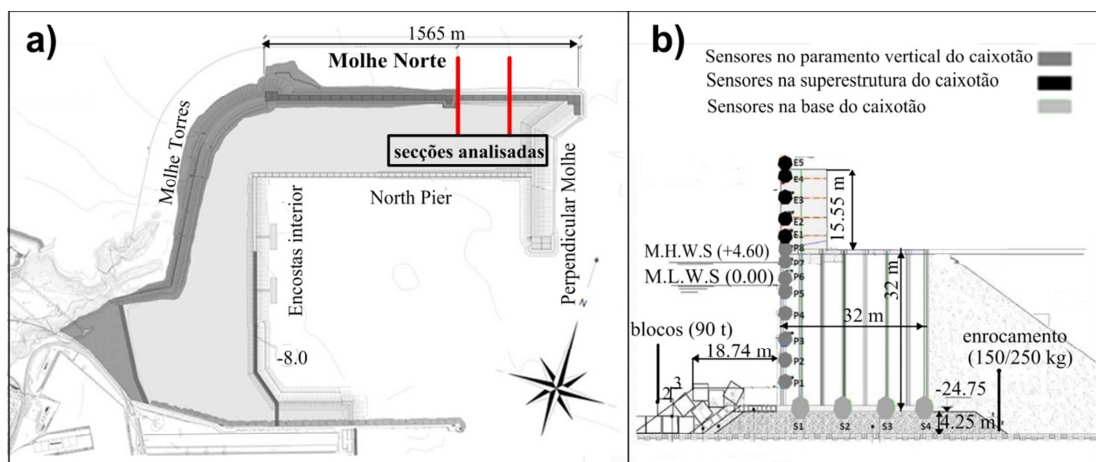 a)
1565 m
Molhe Norte
secções analisadas
Molhe Torres
North Pier
Encostas interior
Perpendicular Molhe
-8.0
N
b)
Sensores no paramento vertical do caixotão
Sensores na superestrutura do caixotão
Sensores na base do caixotão
E5
E4
E3
E2
E1
15.55 m
P8
M.H.W.S (+4.60)
P7
M.L.W.S (0.00)
P6
P5
P4
P3
P2
P1
32 m
32 m
blocos (90 t)
18.74 m
enrocamento
(150/250 kg)
3
2
-24.75
4.25 m
S1
S2
S3
S4